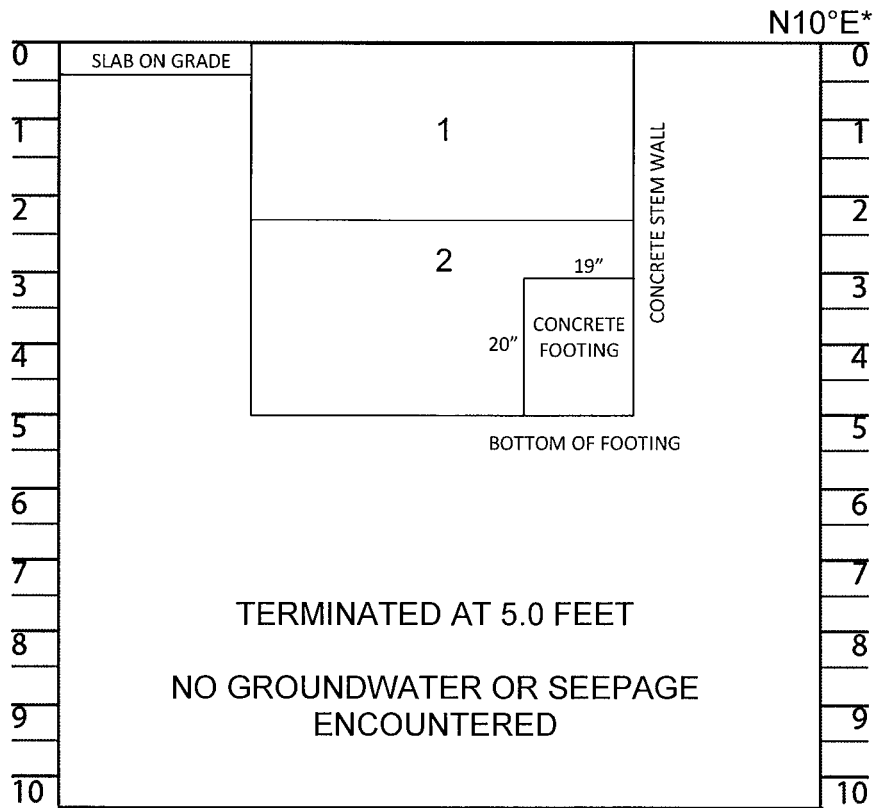 N10°E*
0
0
SLAB ON GRADE
1
1
1
CONCRETE STEM WALL
2
2
2
19"
3
3
CONCRETE
FOOTING
20"
4
4
5
5
BOTTOM OF FOOTING
6
6
7
7
TERMINATED AT 5.0 FEET
8
8
NO GROUNDWATER OR SEEPAGE
ENCOUNTERED
9
9
10
10